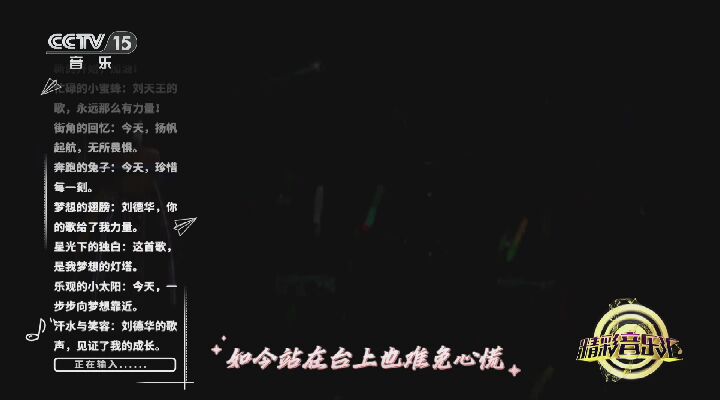 CCTV 15
音乐
忙碌的小蜜蜂：刘天王的
歌，永远那么有力量！
街角的回忆：今天，扬帆
起航，无所畏惧。
奔跑的兔子：今天，珍惜
每一刻。
梦想的翅膀：刘德华，你
的歌给了我力量。
星光下的独白：这首歌，
是我梦想的灯塔。
乐观的小太阳：今天，一
步步向梦想靠近。
汗水与笑容：刘德华的歌
声，见证了我的成长。
正在输入......
如今站在台上也难免心慌
精彩音乐汇